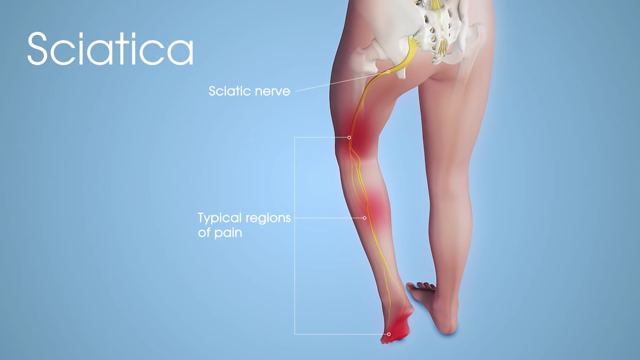 Sciatica
Sciatic nerve
Typical regions
of pain